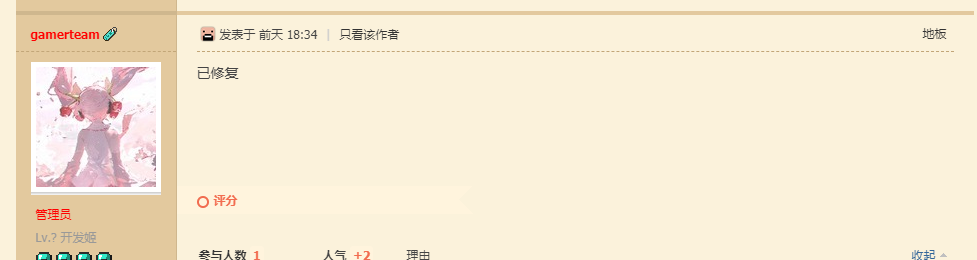 gamerteam
发表于 前天 18:34 | 只看该作者 地板
已修复
管理员
Lv.? 开发姬
评分
参与人数 1 人气 +2 理由 收起